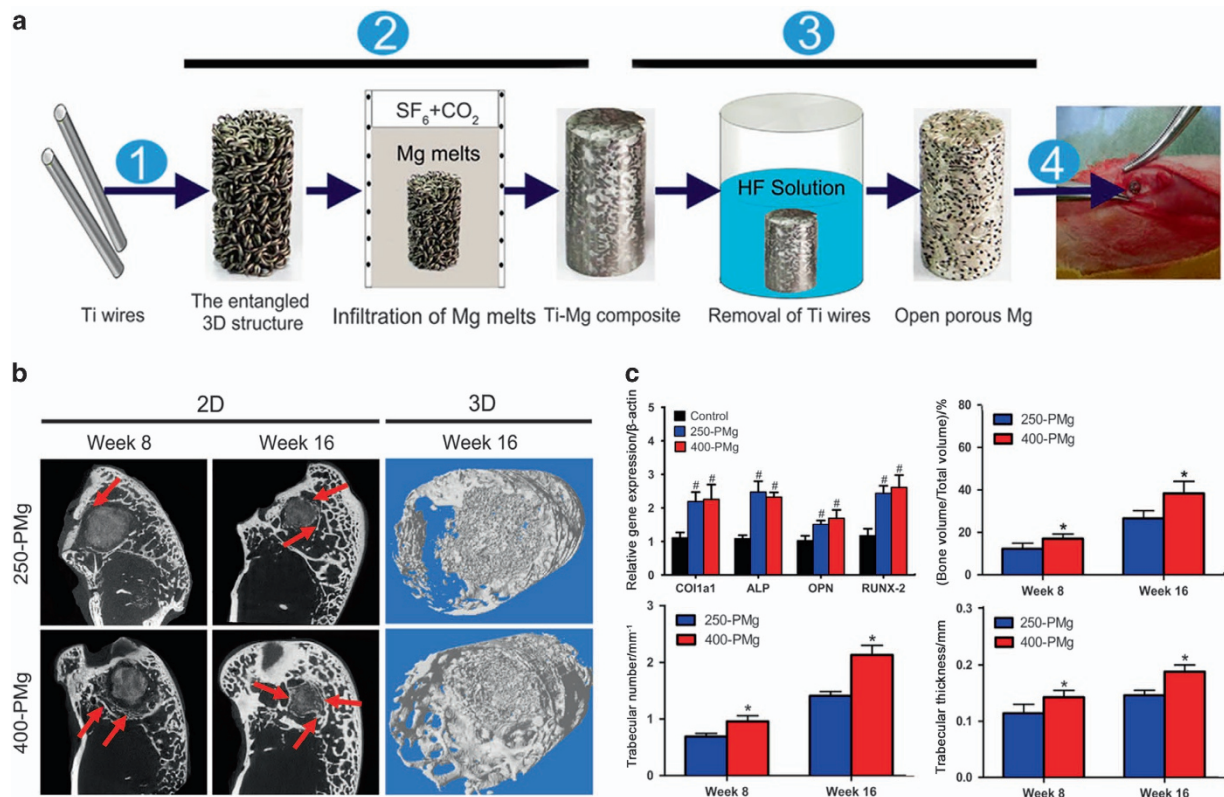 a
2
3
SF6+CO2
Mg melts
1
HF Solution
4
Ti wires
The entangled
3D structure
Infiltration of Mg melts
Ti-Mg composite
Removal of Ti wires
Open porous Mg
b
2D
3D
Week 8
Week 16
Week 16
250-PMg
400-PMg
c
Relative gene expression/β-actin
5
4
3
2
1
0
Control
250-PMg
400-PMg
# # # # # # # #
COl1a1 ALP OPN RUNX-2
(Bone volume/Total volume)/%
80
60
40
20
0
250-PMg
400-PMg
* *
Week 8 Week 16
Trabecular number/mm-1
3
2
1
0
250-PMg
400-PMg
* *
Week 8 Week 16
Trabecular thickness/mm
0.3
0.2
0.1
0.0
250-PMg
400-PMg
* *
Week 8 Week 16